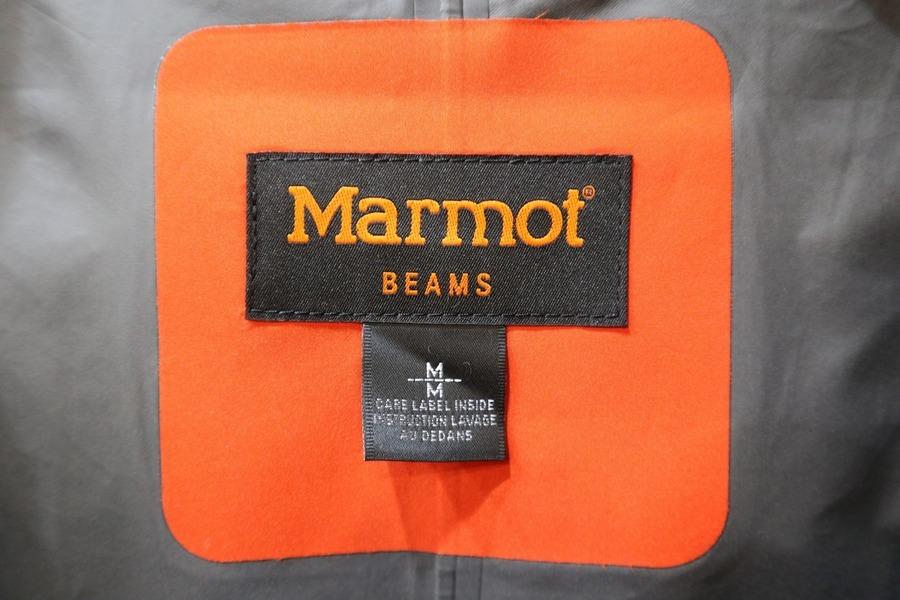 Marmot®
BEAMS
M
M
CARE LABEL INSIDE
INSTRUCTION LAVAGE
AU DEDANS